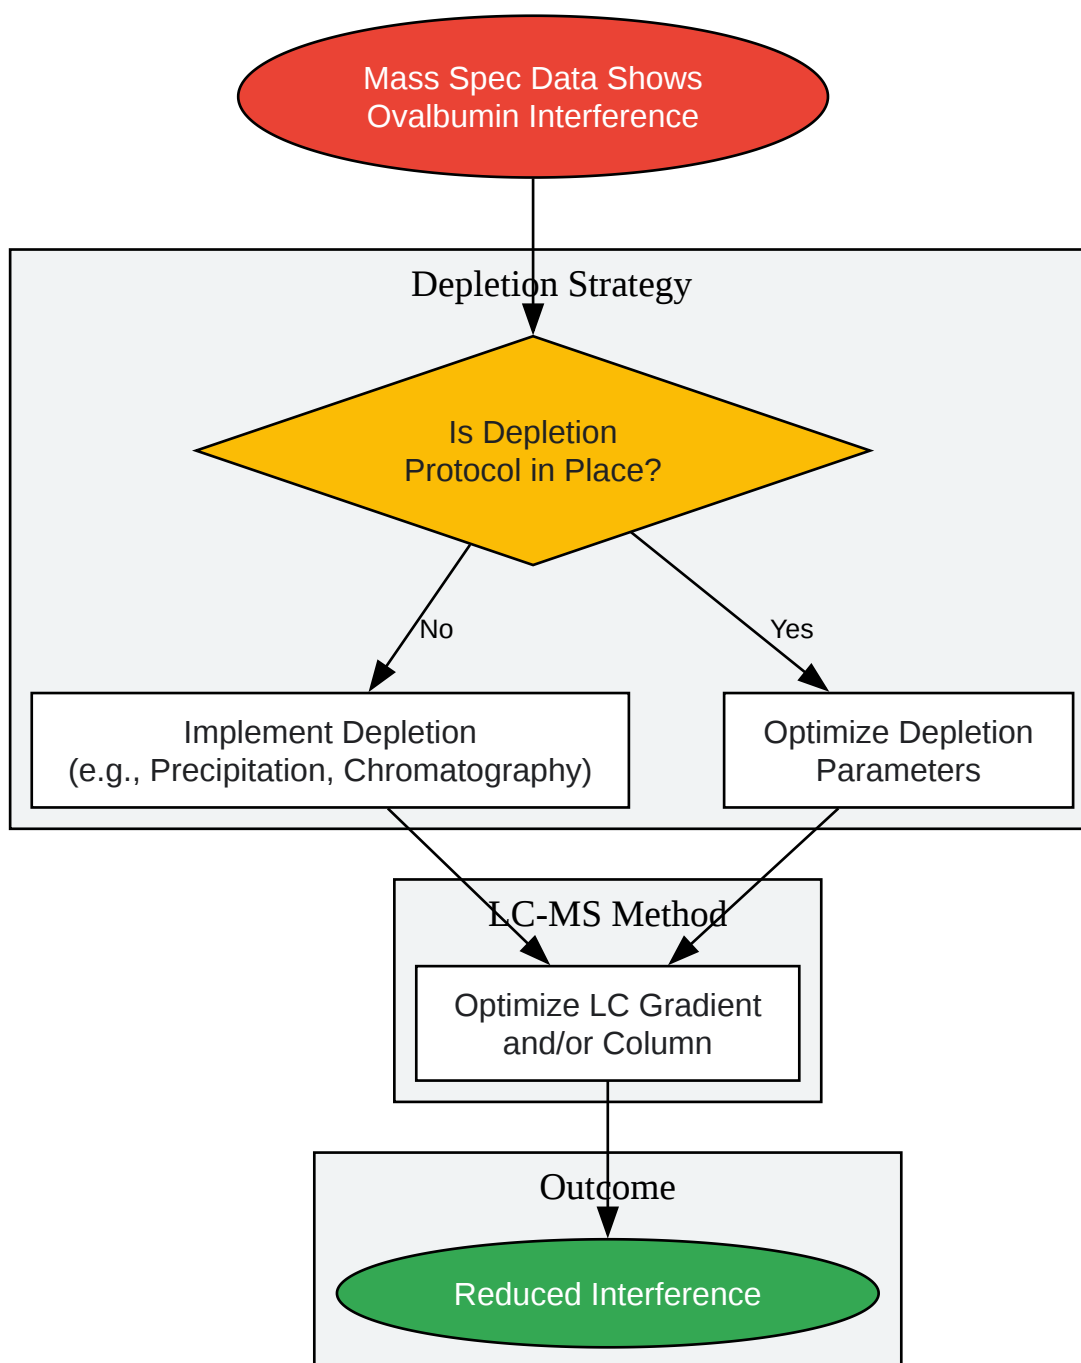 Mass Spec Data Shows
Ovalbumin Interference
Depletion Strategy
Is Depletion
Protocol in Place?
No
Yes
Implement Depletion
(e.g., Precipitation, Chromatography)
Optimize Depletion
Parameters
LC-MS Method
Optimize LC Gradient
and/or Column
Outcome
Reduced Interference